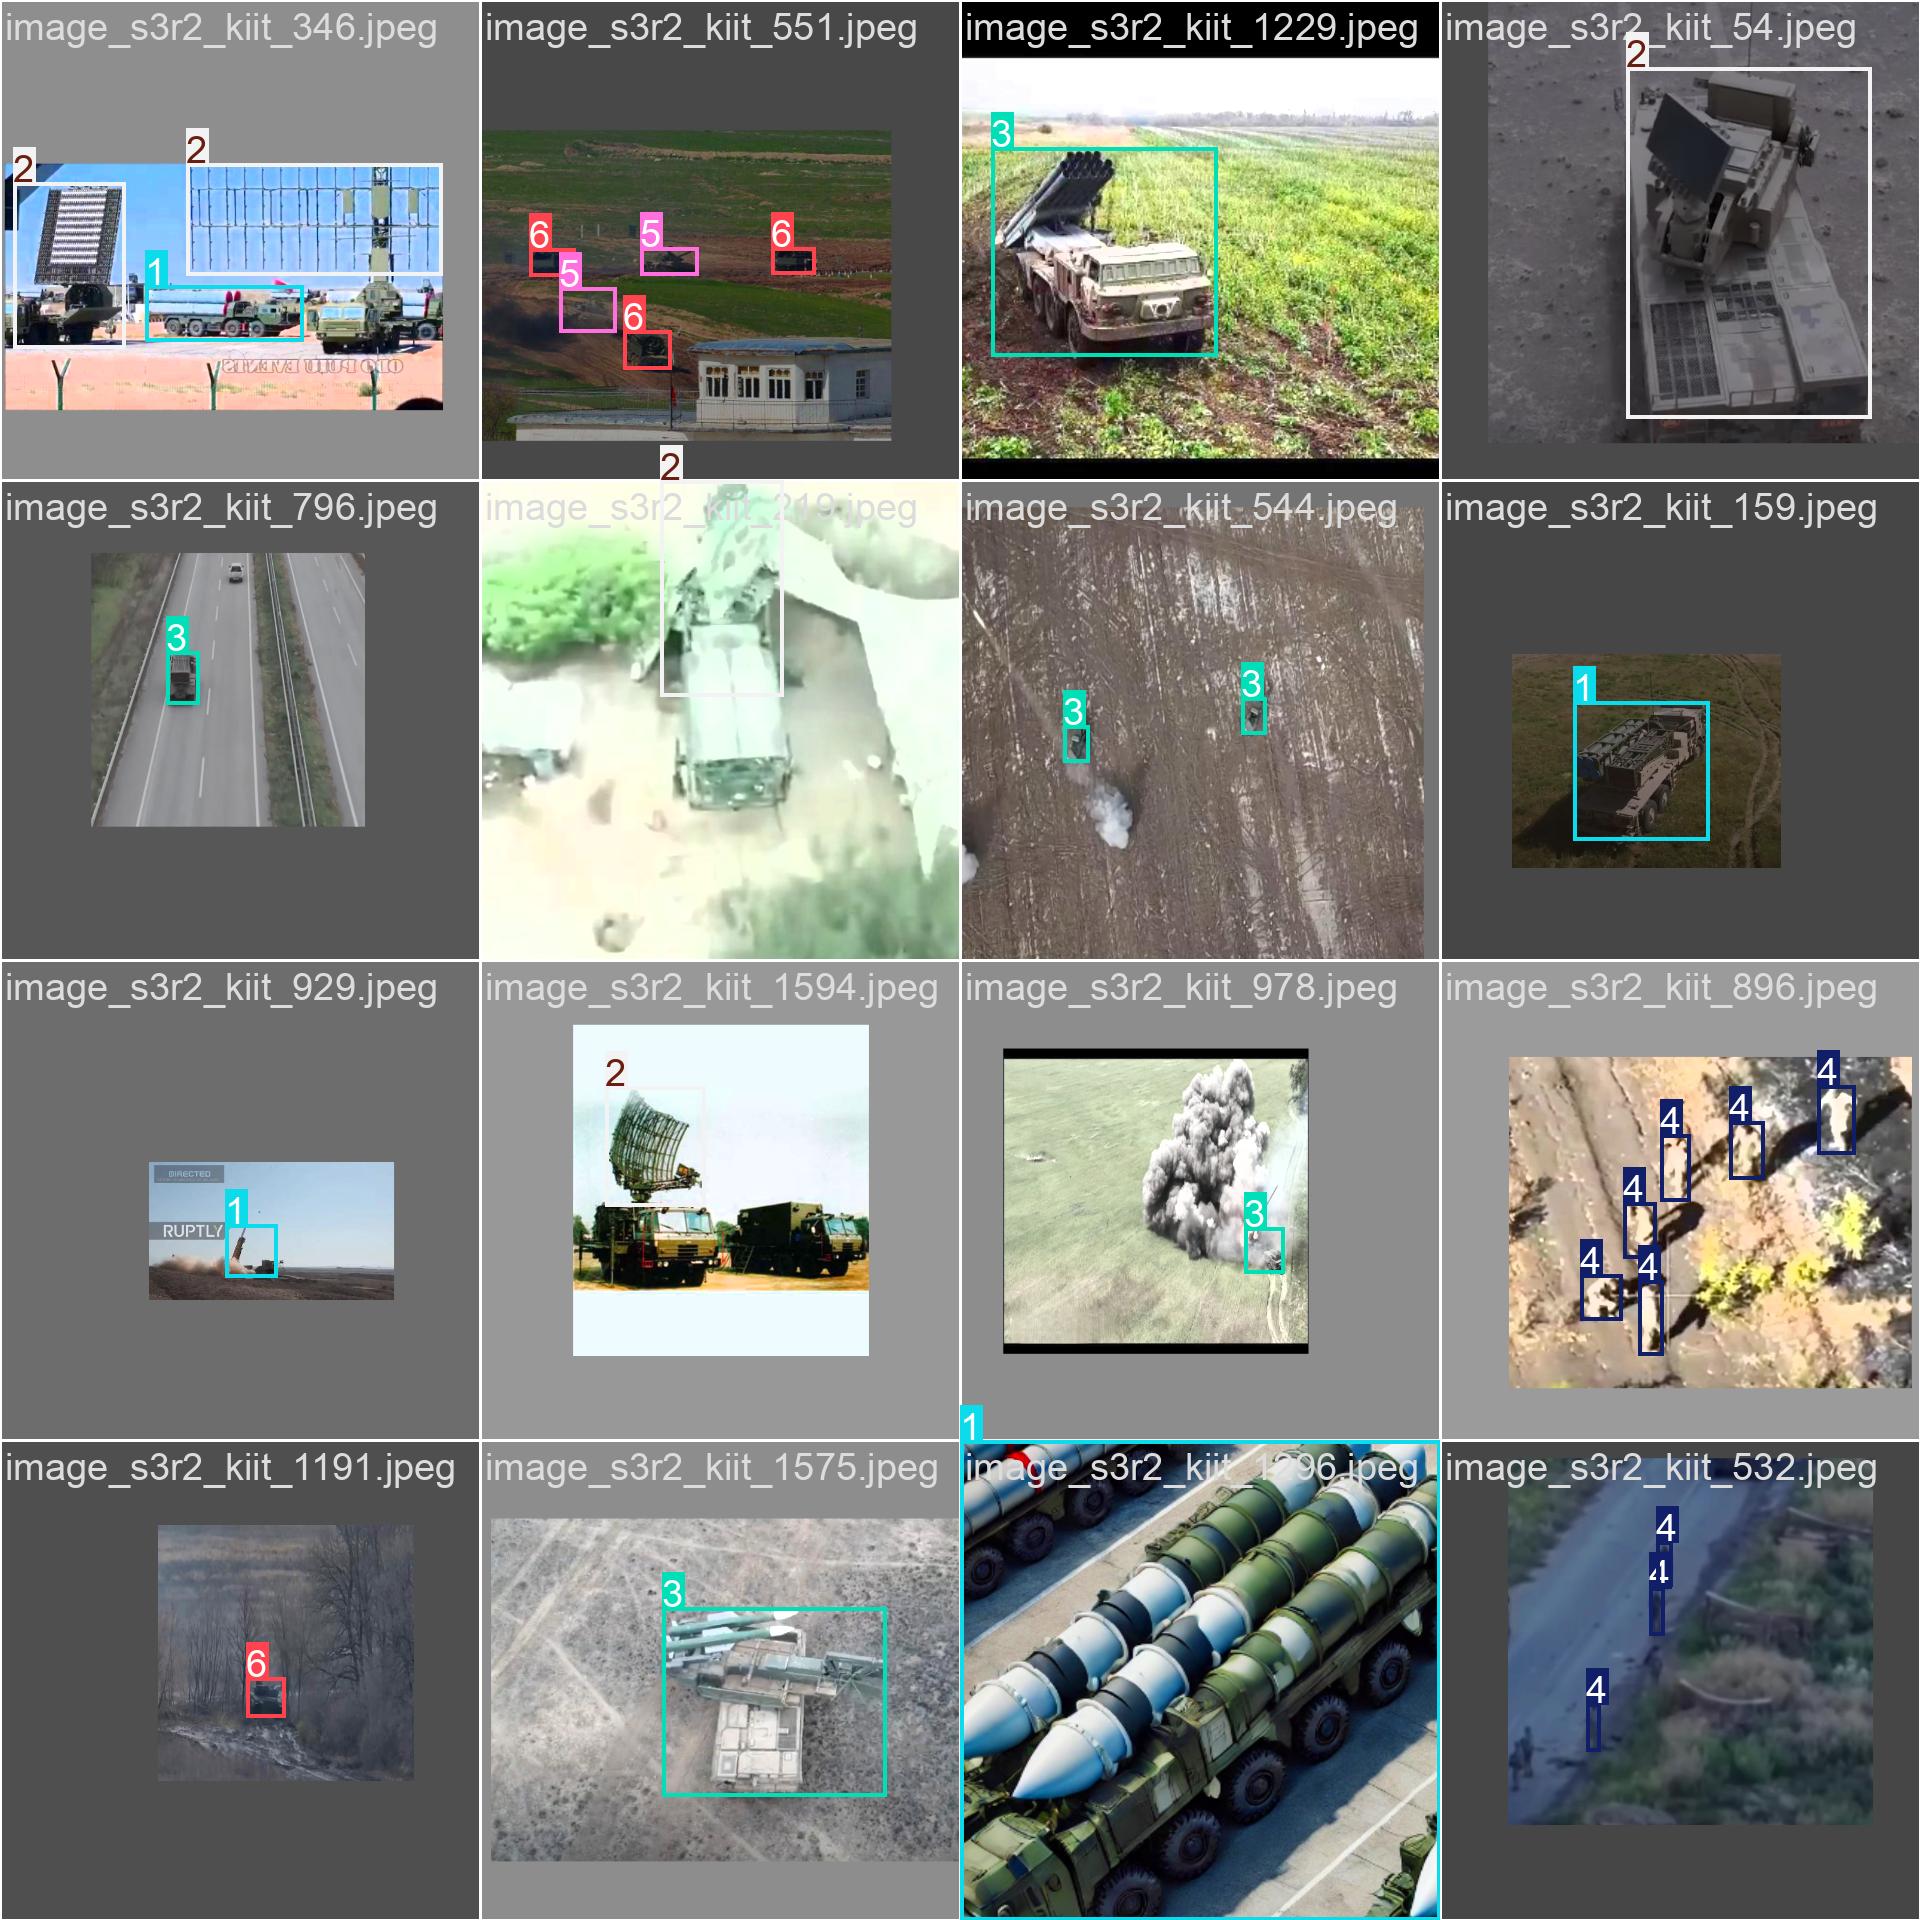 image_s3r2_kiit_346.jpeg
image_s3r2_kiit_551.jpeg
image_s3r2_kiit_1229.jpeg
image_s3r2_kiit_54.jpeg
2
2
1
6
5
6
5
6
3
2
image_s3r2_kiit_796.jpeg
image_s3r2_kiit_219.jpeg
image_s3r2_kiit_544.jpeg
image_s3r2_kiit_159.jpeg
3
2
3
3
1
image_s3r2_kiit_929.jpeg
image_s3r2_kiit_1594.jpeg
image_s3r2_kiit_978.jpeg
image_s3r2_kiit_896.jpeg
DIRECTED
RUPTLY
1
2
3
4
4
4
4
4
4
image_s3r2_kiit_1191.jpeg
image_s3r2_kiit_1575.jpeg
image_s3r2_kiit_1296.jpeg
image_s3r2_kiit_532.jpeg
6
3
1
4
4
4